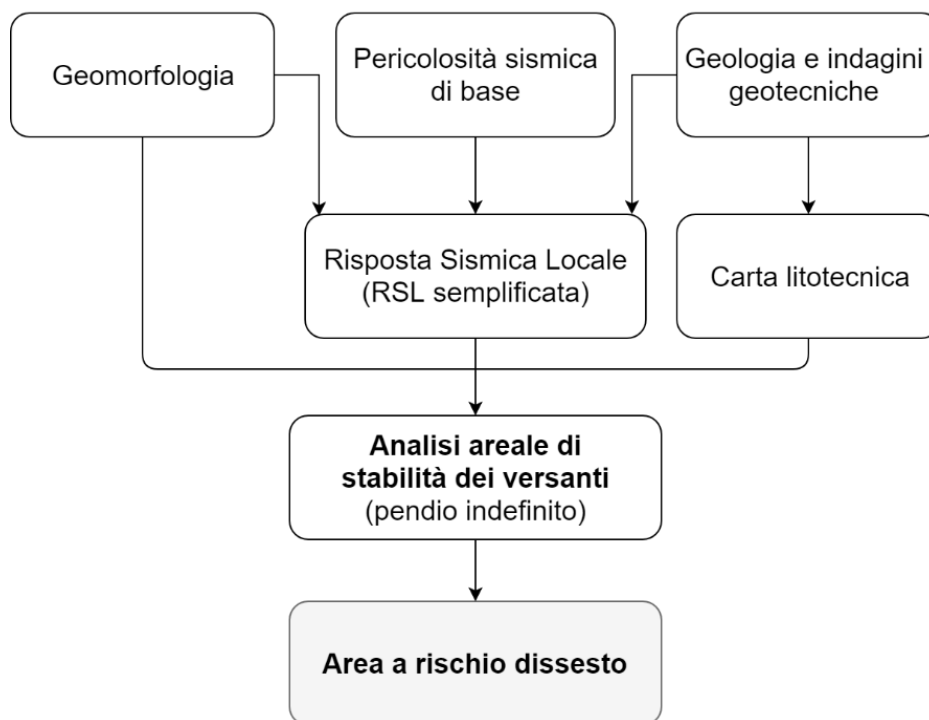 Geomorfologia
Pericolosità sismica
di base
Geologia e indagini
geotecniche
Risposta Sismica Locale
(RSL semplificata)
Carta litotecnica
Analisi areale di
stabilità dei versanti
(pendio indefinito)
Area a rischio dissesto